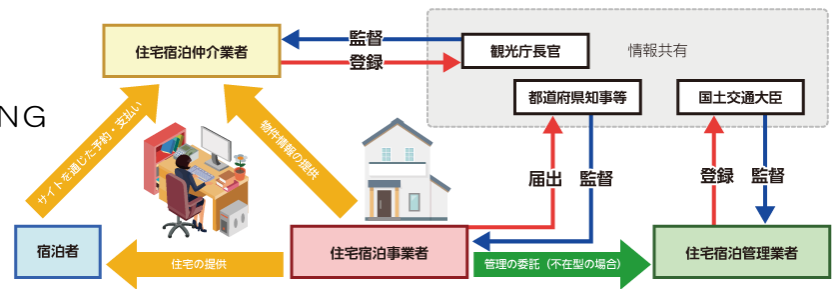 監督
観光庁長官
情報共有
住宅宿泊仲介業者
登録
都道府県知事等
国土交通大臣
NG
サイトを通じた予約・支払い
物件情報の提供
届出
監督
登録
監督
宿泊者
住宅の提供
住宅宿泊事業者
管理の委託（不在型の場合）
住宅宿泊管理業者